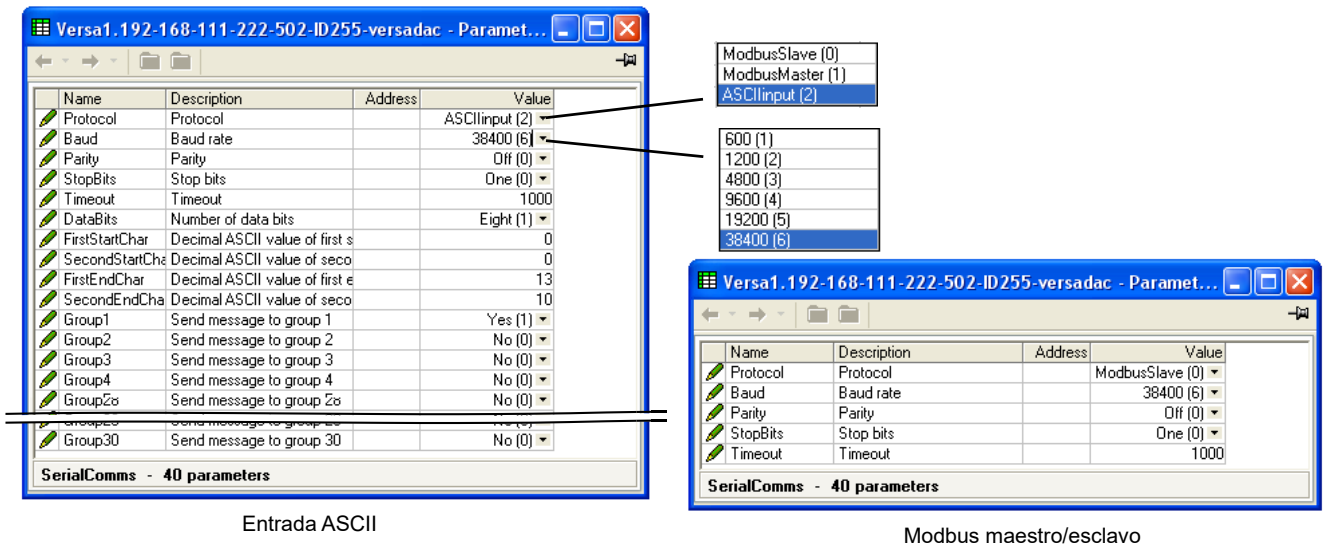 Versa1.192-168-111-222-502-ID255-versadac - Paramet...
Name Description Address Value
Protocol Protocol ASCIIinput (2)
Baud Baud rate 38400 (6)
Parity Parity Off (0)
StopBits Stop bits One (0)
Timeout Timeout 1000
DataBits Number of data bits Eight (1)
FirstStartChar Decimal ASCII value of first s 0
SecondStartCha Decimal ASCII value of seco 0
FirstEndChar Decimal ASCII value of first e 13
SecondEndCha Decimal ASCII value of seco 10
Group1 Send message to group 1 Yes (1)
Group2 Send message to group 2 No (0)
Group3 Send message to group 3 No (0)
Group4 Send message to group 4 No (0)
Send message to group No (0)
Group30 Send message to group 30 No (0)
SerialComms - 40 parameters
Entrada ASCII
ModbusSlave (0)
ModbusMaster (1)
ASCIIinput (2)
600 (1)
1200 (2)
4800 (3)
9600 (4)
19200 (5)
38400 (6)
Versa1.192-168-111-222-502-ID255-versadac - Paramet...
Name Description Address Value
Protocol Protocol ModbusSlave (0)
Baud Baud rate 38400 (6)
Parity Parity Off (0)
StopBits Stop bits One (0)
Timeout Timeout 1000
SerialComms - 40 parameters
Modbus maestro/esclavo